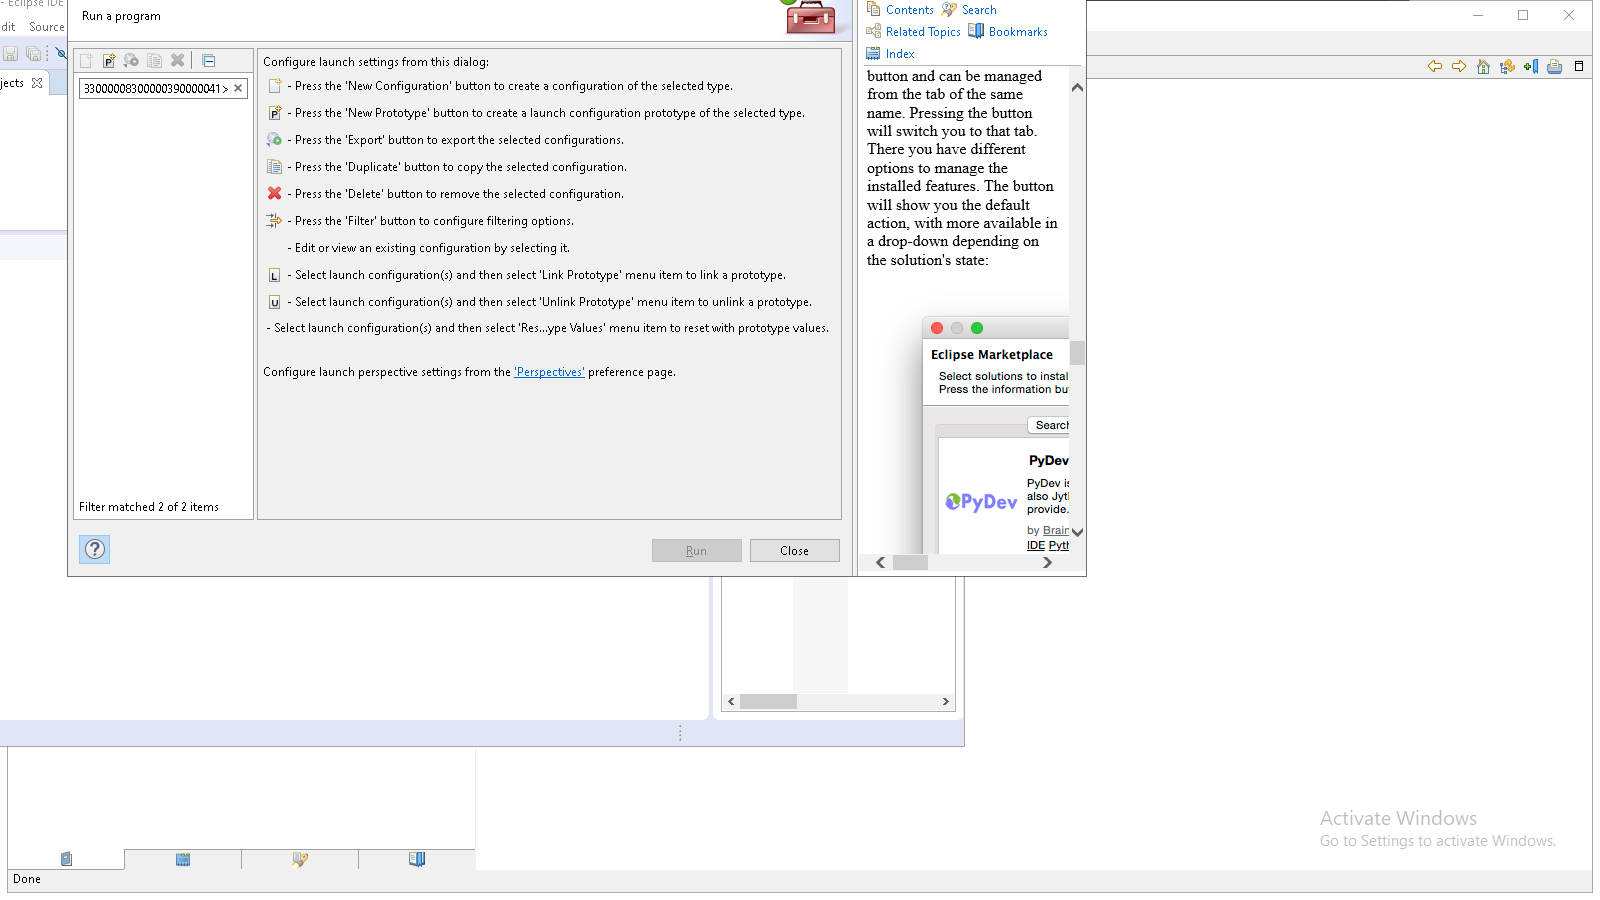 - Eclipse IDE
dit Source
jects
Run a program
33000008300000390000041>
Filter matched 2 of 2 items
Configure launch settings from this dialog:
- Press the 'New Configuration' button to create a configuration of the selected type.
- Press the 'New Prototype' button to create a launch configuration prototype of the selected type.
- Press the 'Export' button to export the selected configurations.
- Press the 'Duplicate' button to copy the selected configuration.
- Press the 'Delete' button to remove the selected configuration.
- Press the 'Filter' button to configure filtering options.
- Edit or view an existing configuration by selecting it.
L - Select launch configuration(s) and then select 'Link Prototype' menu item to link a prototype.
U - Select launch configuration(s) and then select 'Unlink Prototype' menu item to unlink a prototype.
- Select launch configuration(s) and then select 'Res...ype Values' menu item to reset with prototype values.
Configure launch perspective settings from the 'Perspectives' preference page.
?
Run Close
Contents Search
Related Topics Bookmarks
Index
button and can be managed
from the tab of the same
name. Pressing the button
will switch you to that tab.
There you have different
options to manage the
installed features. The button
will show you the default
action, with more available in
a drop-down depending on
the solution's state:
Eclipse Marketplace
Select solutions to instal
Press the information bu
Search
PyDev
PyDev
PyDev is
also Jytl
provide.
by Brain
IDE Pyth
Activate Windows
Go to Settings to activate Windows.
Done